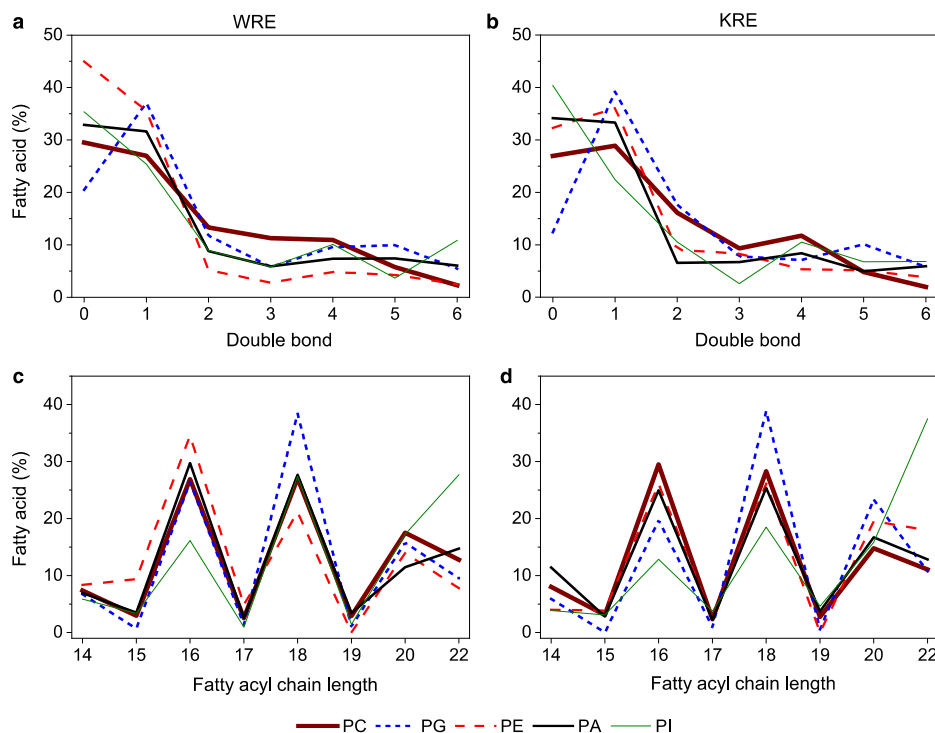 a WRE
b KRE
Fatty acid (%)
50
40
30
20
10
0
0 1 2 3 4 5 6
Double bond
50
40
30
20
10
0
0 1 2 3 4 5 6
Double bond
c
d
Fatty acid (%)
40
30
20
10
0
14 15 16 17 18 19 20 22
Fatty acyl chain length
40
30
20
10
0
14 15 16 17 18 19 20 22
Fatty acyl chain length
PC PG PE PA PI